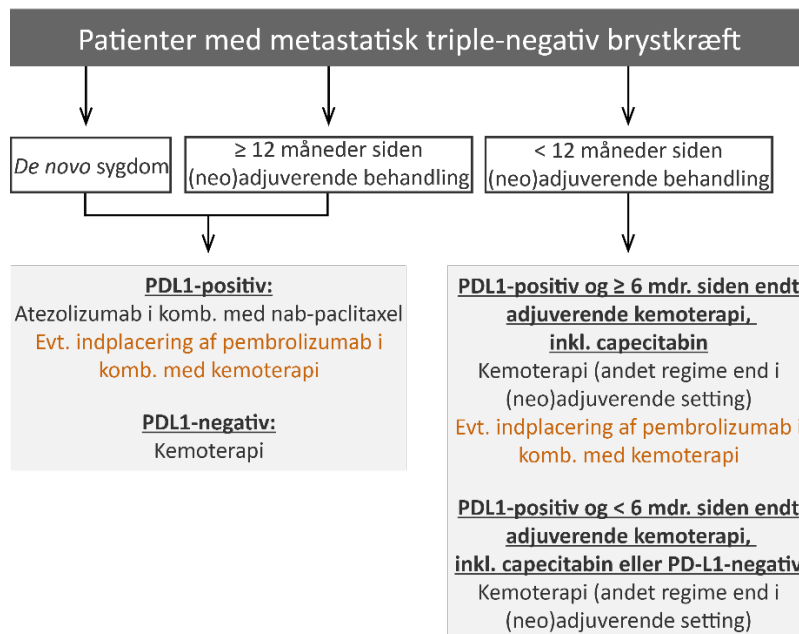 Patienter med metastatisk triple-negativ brystkræft
De novo sygdom
≥ 12 måneder siden
(neo)adjuverende behandling
< 12 måneder siden
(neo)adjuverende behandling
PDL1-positiv:
Atezolizumab i komb. med nab-paclitaxel
Evt. indplacering af pembrolizumab i
komb. med kemoterapi
PDL1-negativ:
Kemoterapi
PDL1-positiv og ≥ 6 mdr. siden endt
adjuverende kemoterapi,
inkl. capecitabin
Kemoterapi (andet regime end i
(neo)adjuverende setting)
Evt. indplacering af pembrolizumab i
komb. med kemoterapi
PDL1-positiv og < 6 mdr. siden endt
adjuverende kemoterapi,
inkl. capecitabin eller PD-L1-negativ
Kemoterapi (andet regime end i
(neo)adjuverende setting)